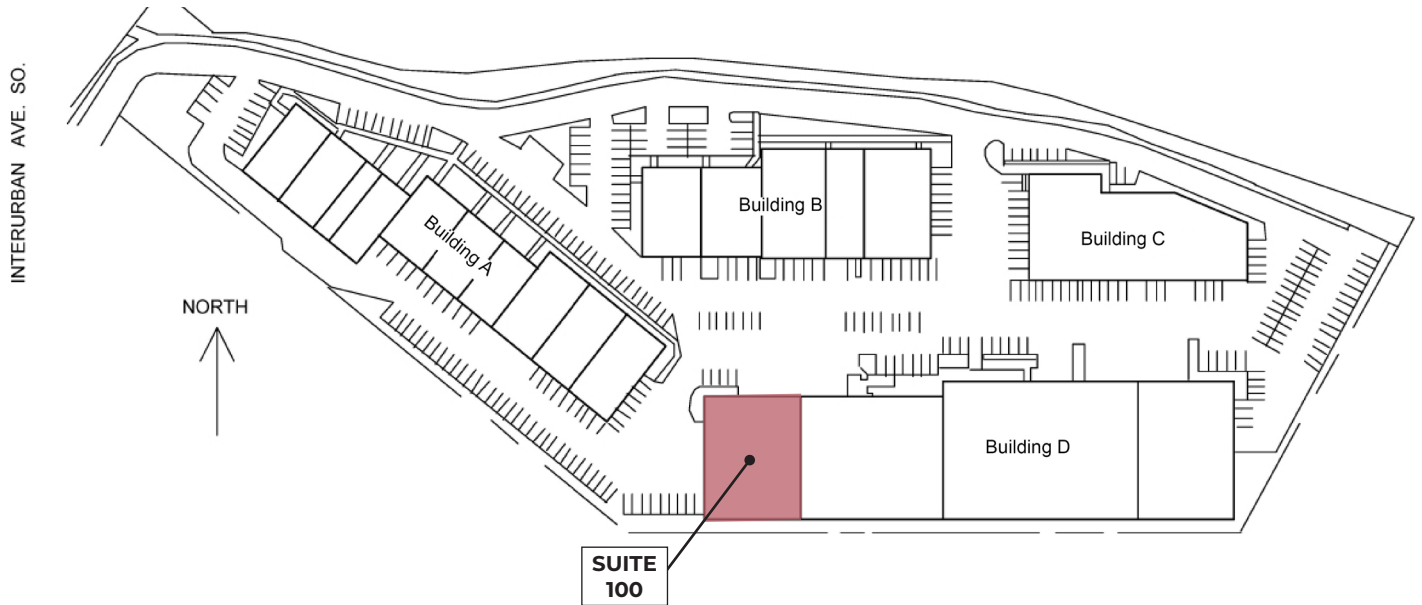 INTERURBAN AVE. SO.
Building A
Building B
Building C
NORTH
Building D
SUITE
100